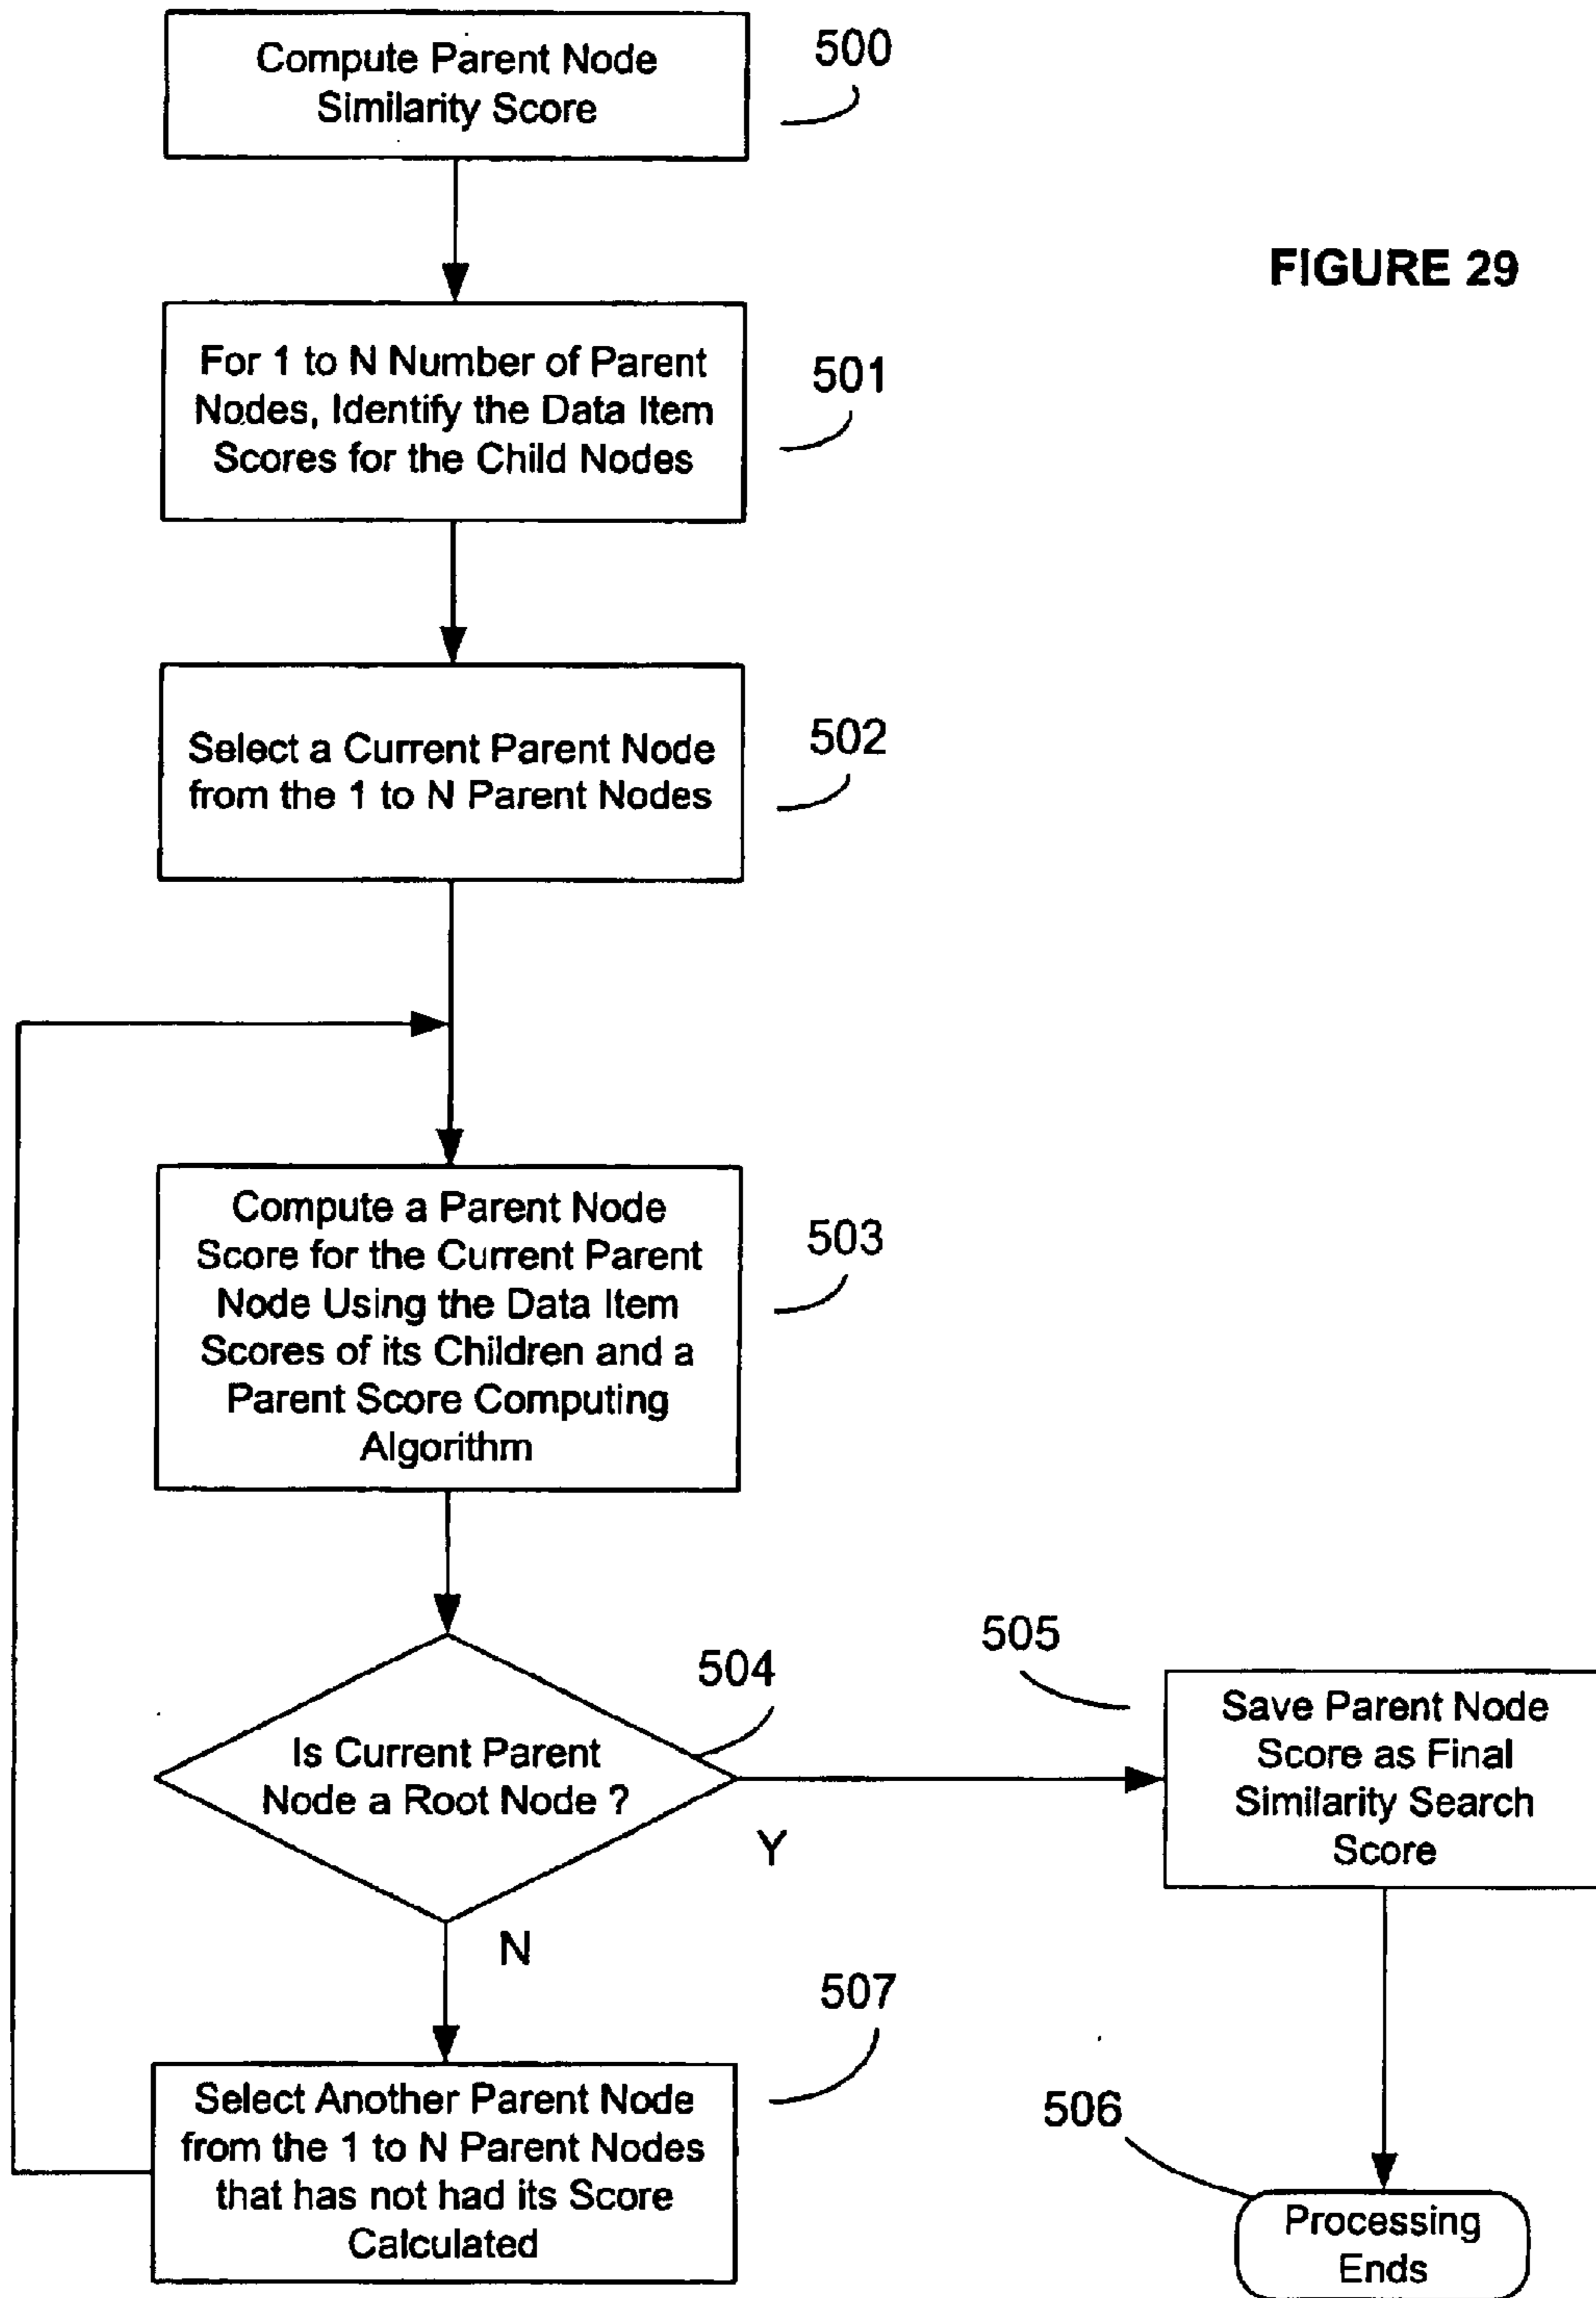 Compute Parent Node
Similarity Score
500
FIGURE 29
For 1 to N Number of Parent
Nodes, Identify the Data Item
Scores for the Child Nodes
501
Select a Current Parent Node
from the 1 to N Parent Nodes
502
Compute a Parent Node
Score for the Current Parent
Node Using the Data Item
Scores of its Children and a
Parent Score Computing
Algorithm
503
Is Current Parent
Node a Root Node ?
504
Y
N
505
Save Parent Node
Score as Final
Similarity Search
Score
Select Another Parent Node
from the 1 to N Parent Nodes
that has not had its Score
Calculated
507
506
Processing
Ends